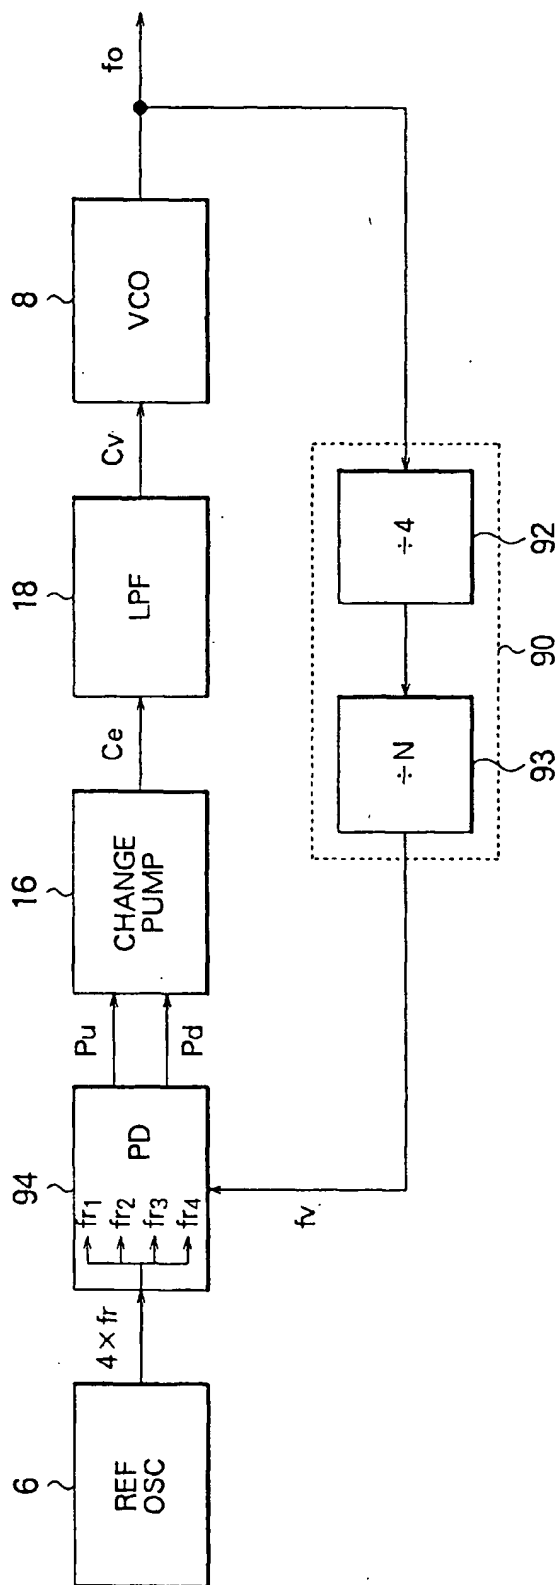 6
REF
OSC
4 × fr
94
fr1
fr2
fr3
fr4
PD
Pu
Pd
16
CHANGE
PUMP
Ce
18
LPF
Cv
8
VCO
fo
fv
÷N
93
90
÷4
92